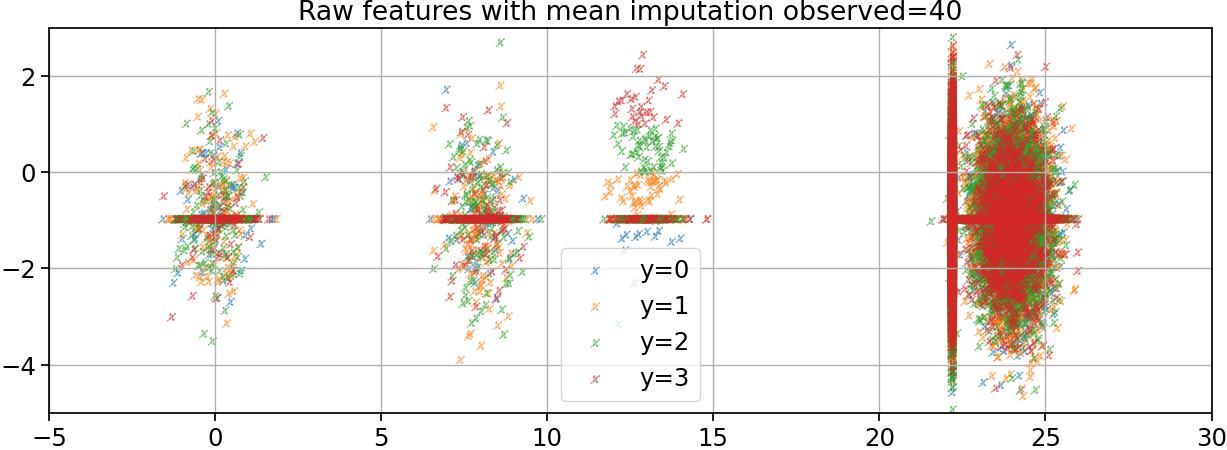 Raw features with mean imputation observed=40
2
0
−2
−4
y=0
y=1
y=2
y=3
−5 0 5 10 15 20 25 30